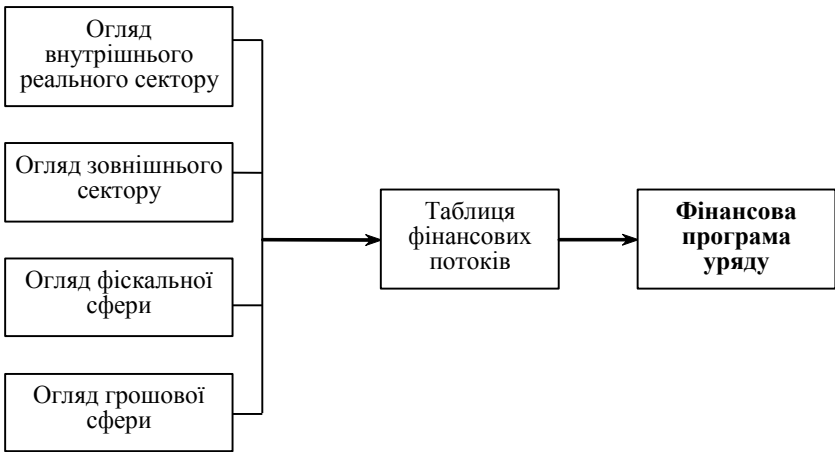 Огляд
внутрішнього
реального сектору
Огляд зовнішнього
сектору
Огляд фіскальної
сфери
Огляд грошової
сфери
Таблиця
фінансових
потоків
Фінансова
програма
уряду